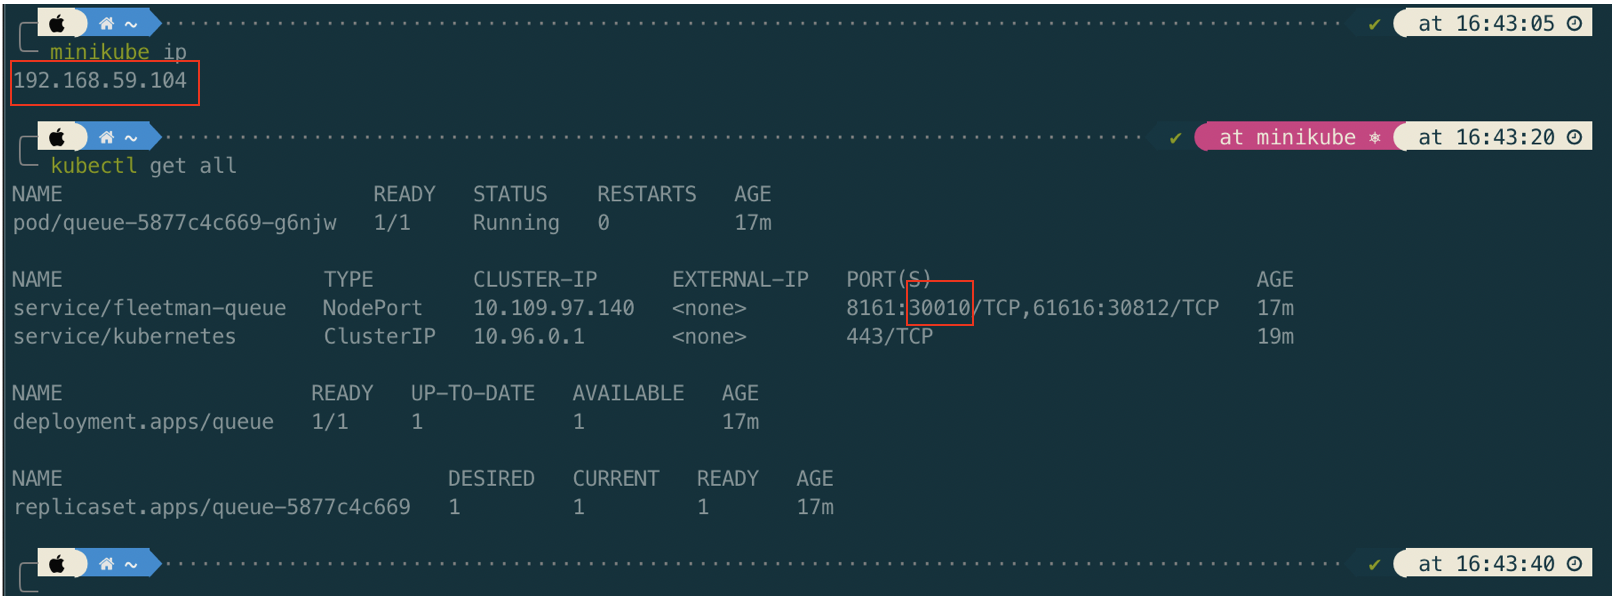 ~ ✔ at 16:43:05
minikube ip
192.168.59.104
~ ✔ at minikube ⎈ at 16:43:20
kubectl get all
NAME READY STATUS RESTARTS AGE
pod/queue-5877c4c669-g6njw 1/1 Running 0 17m
NAME TYPE CLUSTER-IP EXTERNAL-IP PORT(S) AGE
service/fleetman-queue NodePort 10.109.97.140 <none> 8161:30010/TCP,61616:30812/TCP 17m
service/kubernetes ClusterIP 10.96.0.1 <none> 443/TCP 19m
NAME READY UP-TO-DATE AVAILABLE AGE
deployment.apps/queue 1/1 1 1 17m
NAME DESIRED CURRENT READY AGE
replicaset.apps/queue-5877c4c669 1 1 1 17m
~ ✔ at 16:43:40